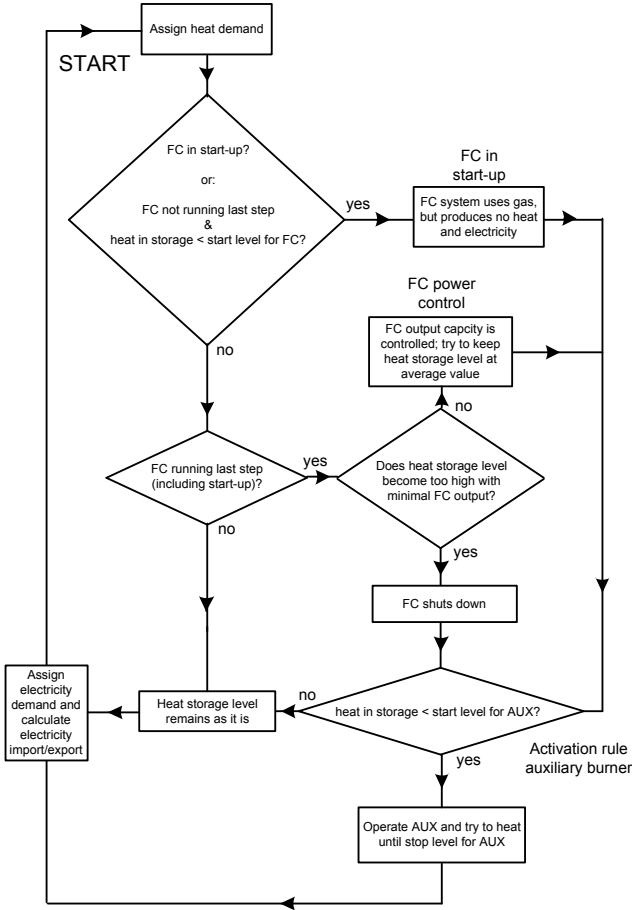 Assign heat demand
START
FC in start-up?
or:
FC not running last step
&
heat in storage < start level for FC?
yes
FC in
start-up
FC system uses gas,
but produces no heat
and electricity
FC power
control
FC output capcity is
controlled; try to keep
heat storage level at
average value
no
no
FC running last step
(including start-up)?
yes
Does heat storage level
become too high with
minimal FC output?
no
yes
FC shuts down
Assign
electricity
demand and
calculate
electricity
import/export
Heat storage level
remains as it is
no
heat in storage < start level for AUX?
Activation rule
auxiliary burner
yes
Operate AUX and try to heat
until stop level for AUX